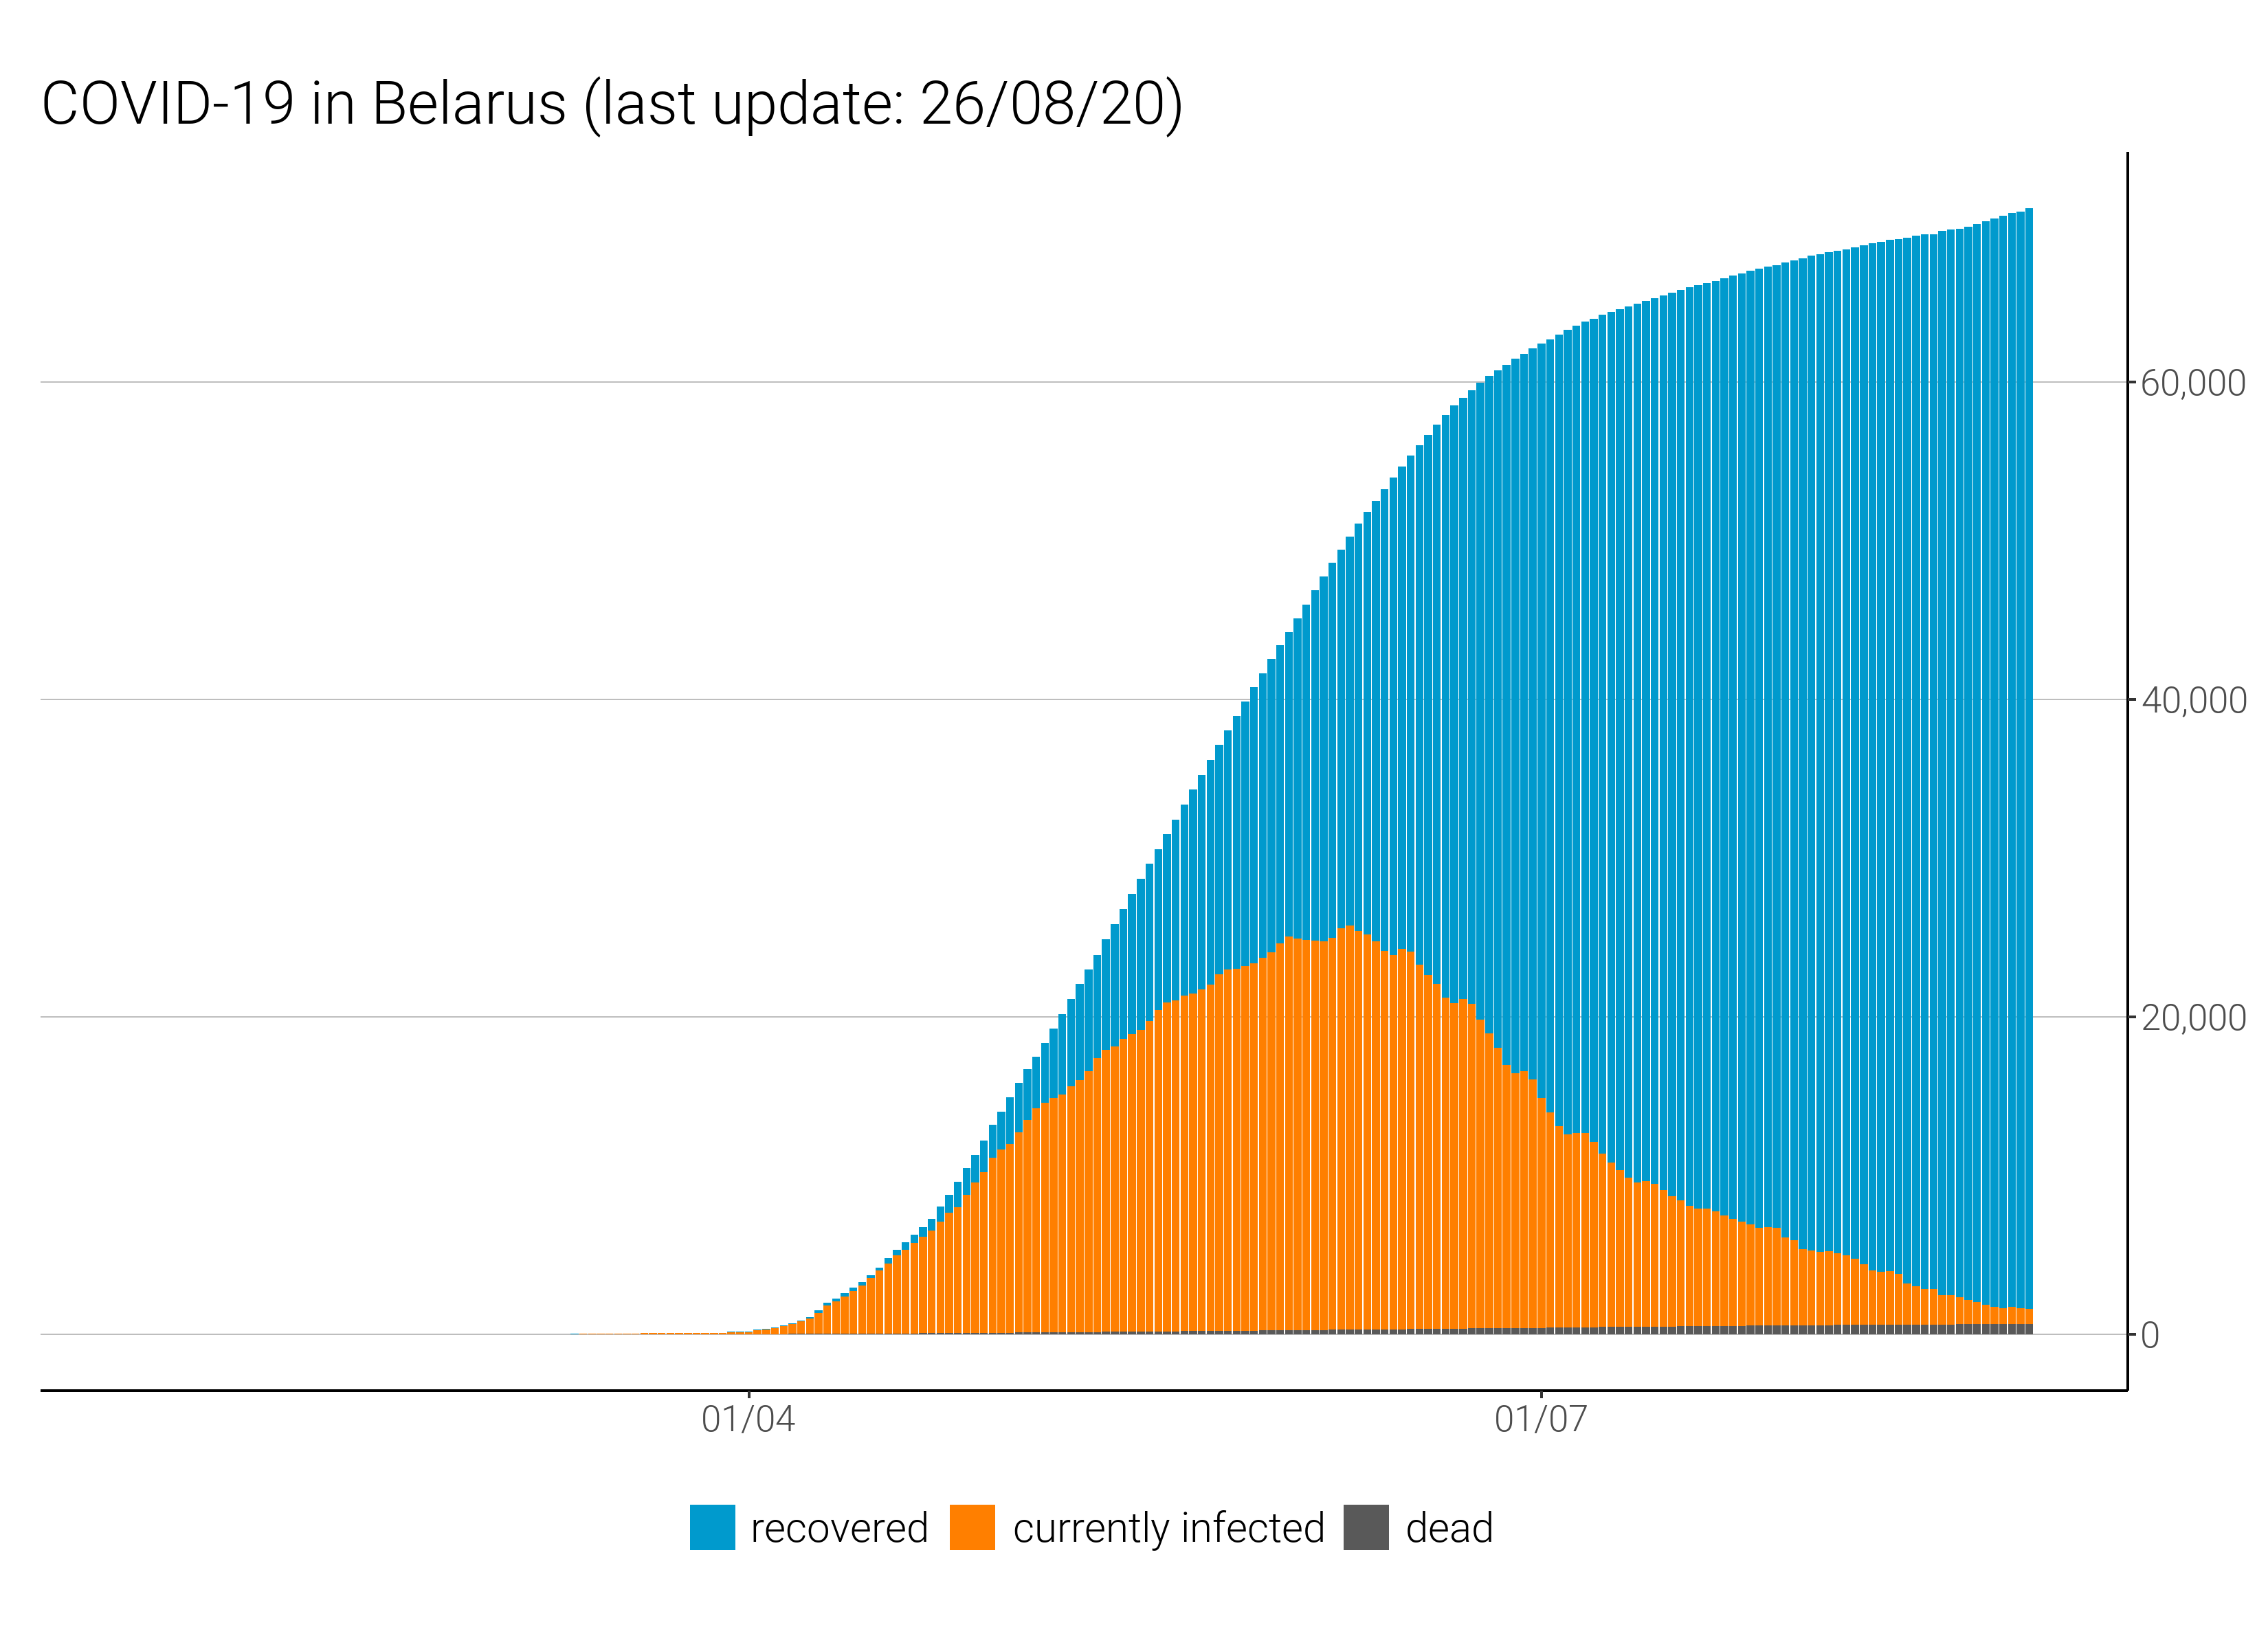 COVID-19 in Belarus (last update: 26/08/20)
60,000
40,000
20,000
0
01/04 01/07
recovered currently infected dead